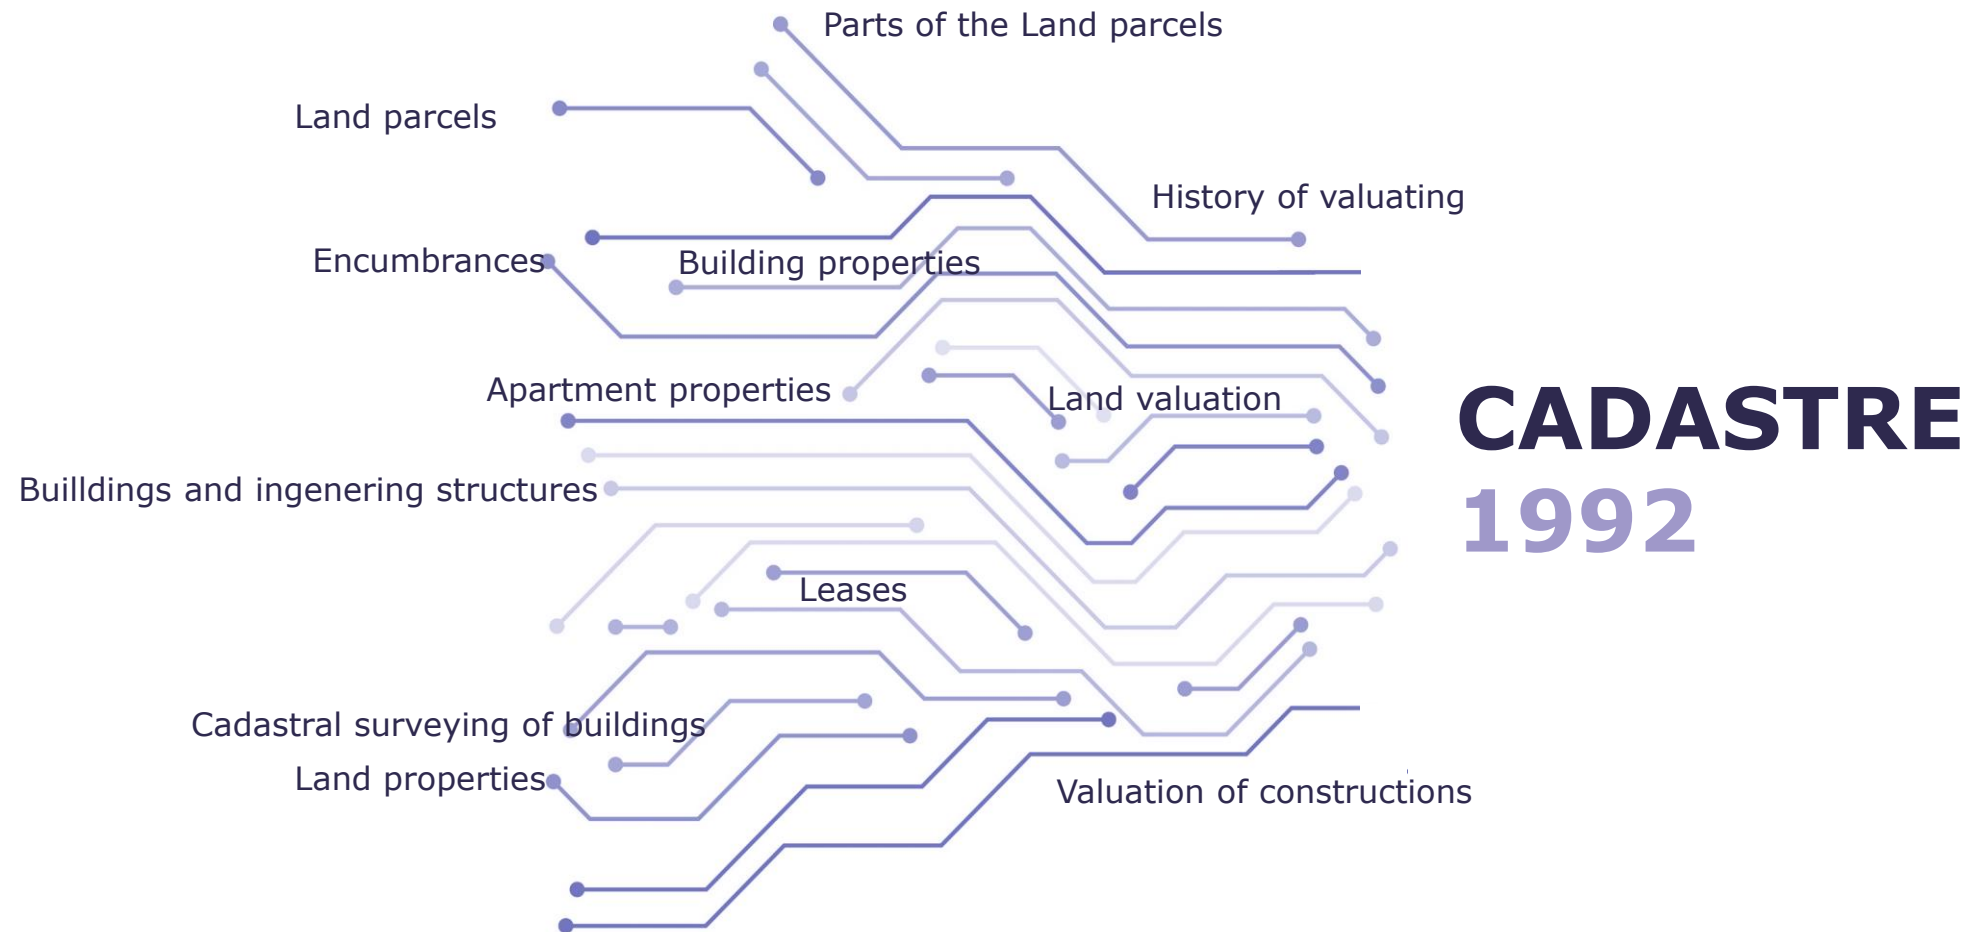 Parts of the Land parcels
Land parcels
History of valuating
Encumbrances
Building properties
Apartment properties
Land valuation
CADASTRE
1992
Builldings and ingenering structures
Leases
Cadastral surveying of buildings
Land properties
Valuation of constructions